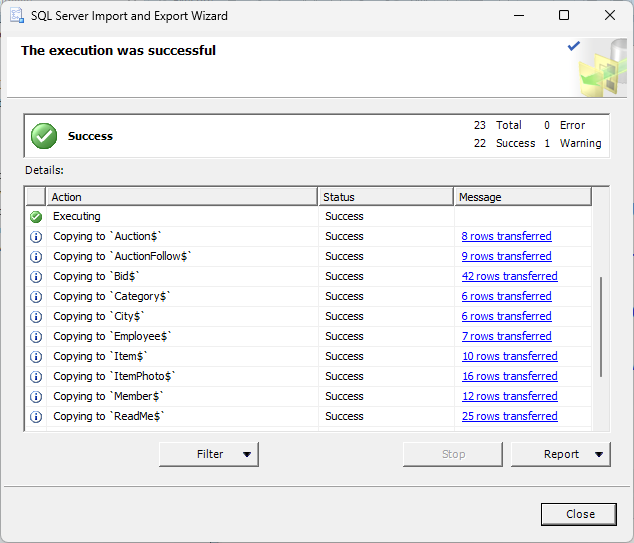 SQL Server Import and Export Wizard
The execution was successful
Success
23 Total 0 Error
22 Success 1 Warning
Details:
Action Status Message
Executing Success
Copying to `Auction$` Success 8 rows transferred
Copying to `AuctionFollow$` Success 9 rows transferred
Copying to `Bid$` Success 42 rows transferred
Copying to `Category$` Success 6 rows transferred
Copying to `City$` Success 6 rows transferred
Copying to `Employee$` Success 7 rows transferred
Copying to `Item$` Success 10 rows transferred
Copying to `ItemPhoto$` Success 16 rows transferred
Copying to `Member$` Success 12 rows transferred
Copying to `ReadMe$` Success 25 rows transferred
Filter Stop Report
Close